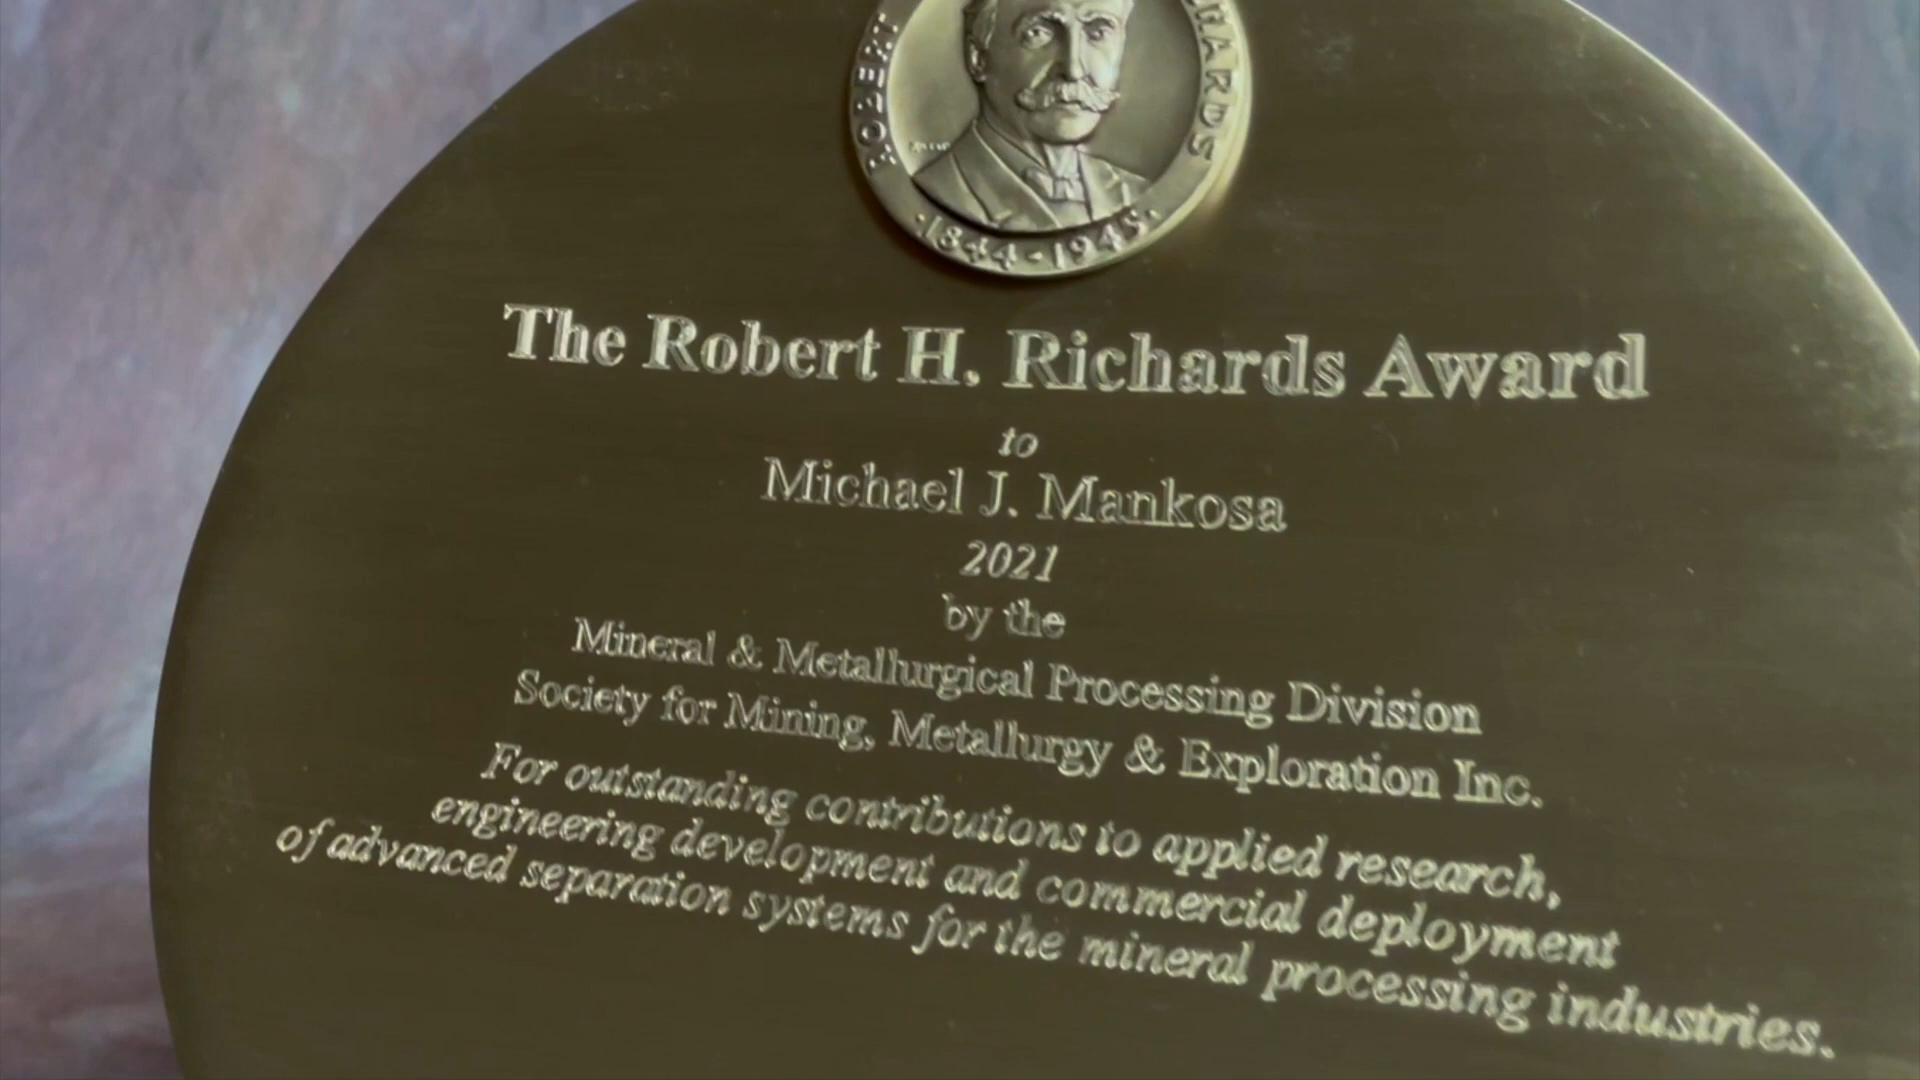 ROBERT
HARDS
·1844-1945·
The Robert H. Richards Award
to
Michael J. Mankosa
2021
by the
Mineral & Metallurgical Processing Division
Society for Mining, Metallurgy & Exploration Inc.
For outstanding contributions to applied research,
engineering development and commercial deployment
of advanced separation systems for the mineral processing industries.